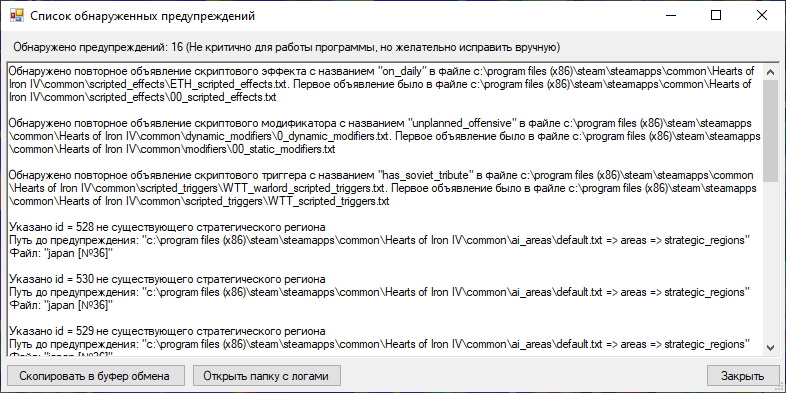 Список обнаруженных предупреждений
Обнаружено предупреждений: 16 (Не критично для работы программы, но желательно исправить вручную)
Обнаружено повторное объявление скриптового эффекта с названием "on_daily" в файле c:\program files (x86)\steam\steamapps\common\Hearts of
Iron IV\common\scripted_effects\ETH_scripted_effects.txt. Первое объявление было в файле c:\program files (x86)\steam\steamapps\common\Hearts of
Iron IV\common\scripted_effects\00_scripted_effects.txt
Обнаружено повторное объявление скриптового модификатора с названием "unplanned_offensive" в файле c:\program files (x86)\steam\steamapps
\common\Hearts of Iron IV\common\dynamic_modifiers\0_dynamic_modifiers.txt. Первое объявление было в файле c:\program files (x86)\steam\steamapps
\common\Hearts of Iron IV\common\modifiers\00_static_modifiers.txt
Обнаружено повторное объявление скриптового триггера с названием "has_soviet_tribute" в файле c:\program files (x86)\steam\steamapps\common
\Hearts of Iron IV\common\scripted_triggers\WTT_warlord_scripted_triggers.txt. Первое объявление было в файле c:\program files (x86)\steam\steamapps
\common\Hearts of Iron IV\common\scripted_triggers\WTT_scripted_triggers.txt
Указано id = 528 не существующего стратегического региона
Путь до предупреждения: "c:\program files (x86)\steam\steamapps\common\Hearts of Iron IV\common\ai_areas\default.txt => areas => strategic_regions"
Файл: "japan [№36]"
Указано id = 530 не существующего стратегического региона
Путь до предупреждения: "c:\program files (x86)\steam\steamapps\common\Hearts of Iron IV\common\ai_areas\default.txt => areas => strategic_regions"
Файл: "japan [№36]"
Указано id = 529 не существующего стратегического региона
Путь до предупреждения: "c:\program files (x86)\steam\steamapps\common\Hearts of Iron IV\common\ai_areas\default.txt => areas => strategic_regions"
Файл: "japan [№36]"
Скопировать в буфер обмена
Открыть папку с логами
Закрыть